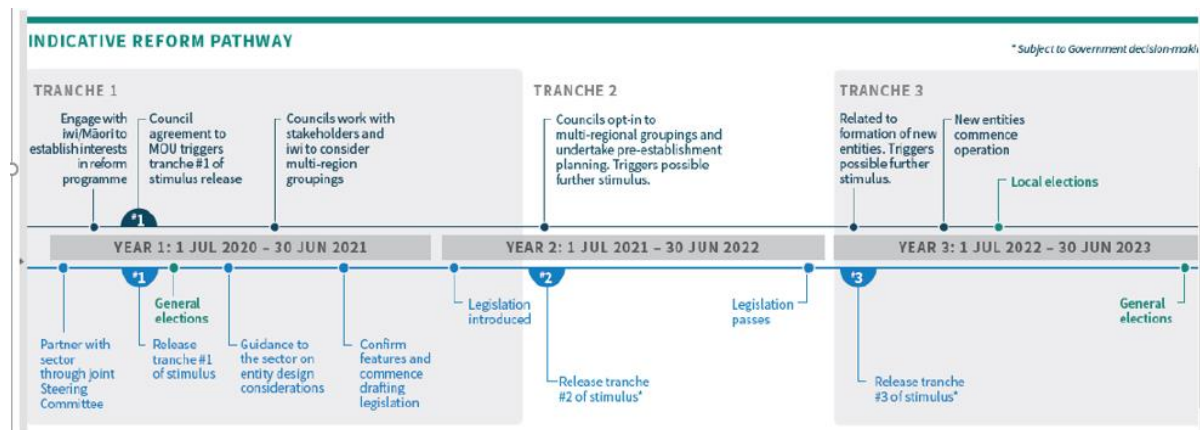 INDICATIVE REFORM PATHWAY
* Subject to Government decision-maki
TRANCHE 1
Engage with
iwi/Māori to
establish interests
in reform
programme
Council
agreement to
MOU triggers
tranche #1 of
stimulus release
Councils work with
stakeholders and
iwi to consider
multi-region
groupings
TRANCHE 2
Councils opt-in to
multi-regional groupings and
undertake pre-establishment
planning. Triggers possible
further stimulus.
TRANCHE 3
Related to
formation of new
entities. Triggers
possible further
stimulus.
New entities
commence
operation
Local elections
#1
YEAR 1: 1 JUL 2020 – 30 JUN 2021
YEAR 2: 1 JUL 2021 – 30 JUN 2022
YEAR 3: 1 JUL 2022 – 30 JUN 2023
#1
#2
#3
Partner with
sector
through joint
Steering
Committee
Release
tranche #1
of stimulus
General
elections
Guidance to
the sector on
entity design
considerations
Confirm
features and
commence
drafting
legislation
Legislation
introduced
Release tranche
#2 of stimulus*
Legislation
passes
Release tranche
#3 of stimulus*
General
elections